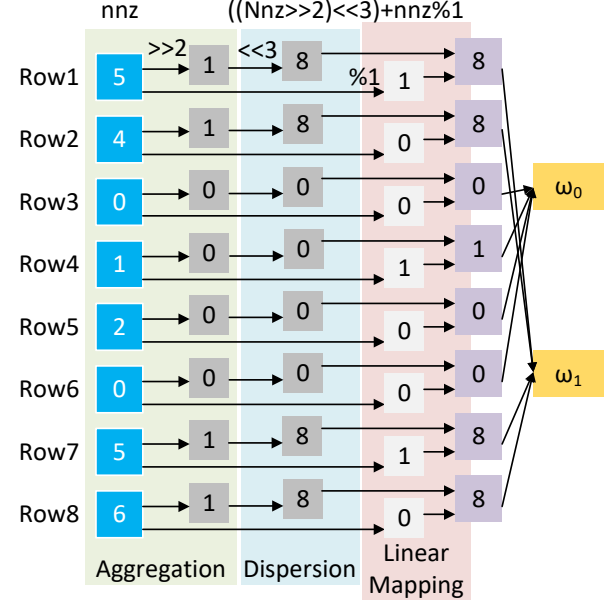 nnz ((Nnz>>2)<<3)+nnz%1
>>2 <<3 %1
Row1 5 1 8 1 8
Row2 4 1 8 0 8
Row3 0 0 0 0 0
Row4 1 0 0 1 1
Row5 2 0 0 0 0
Row6 0 0 0 0 0
Row7 5 1 8 1 8
Row8 6 1 8 0 8
ω₀
ω₁
Aggregation Dispersion Linear
Mapping